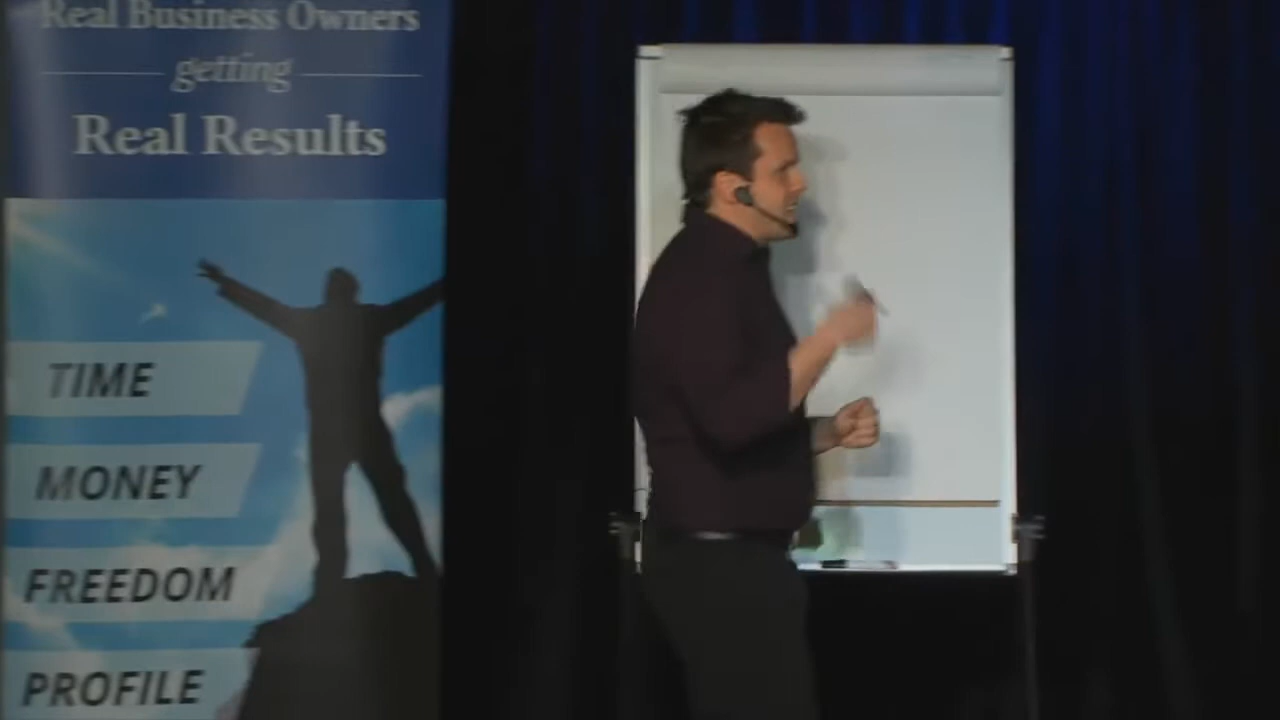 Real Business Owners
getting
Real Results
TIME
MONEY
FREEDOM
PROFILE